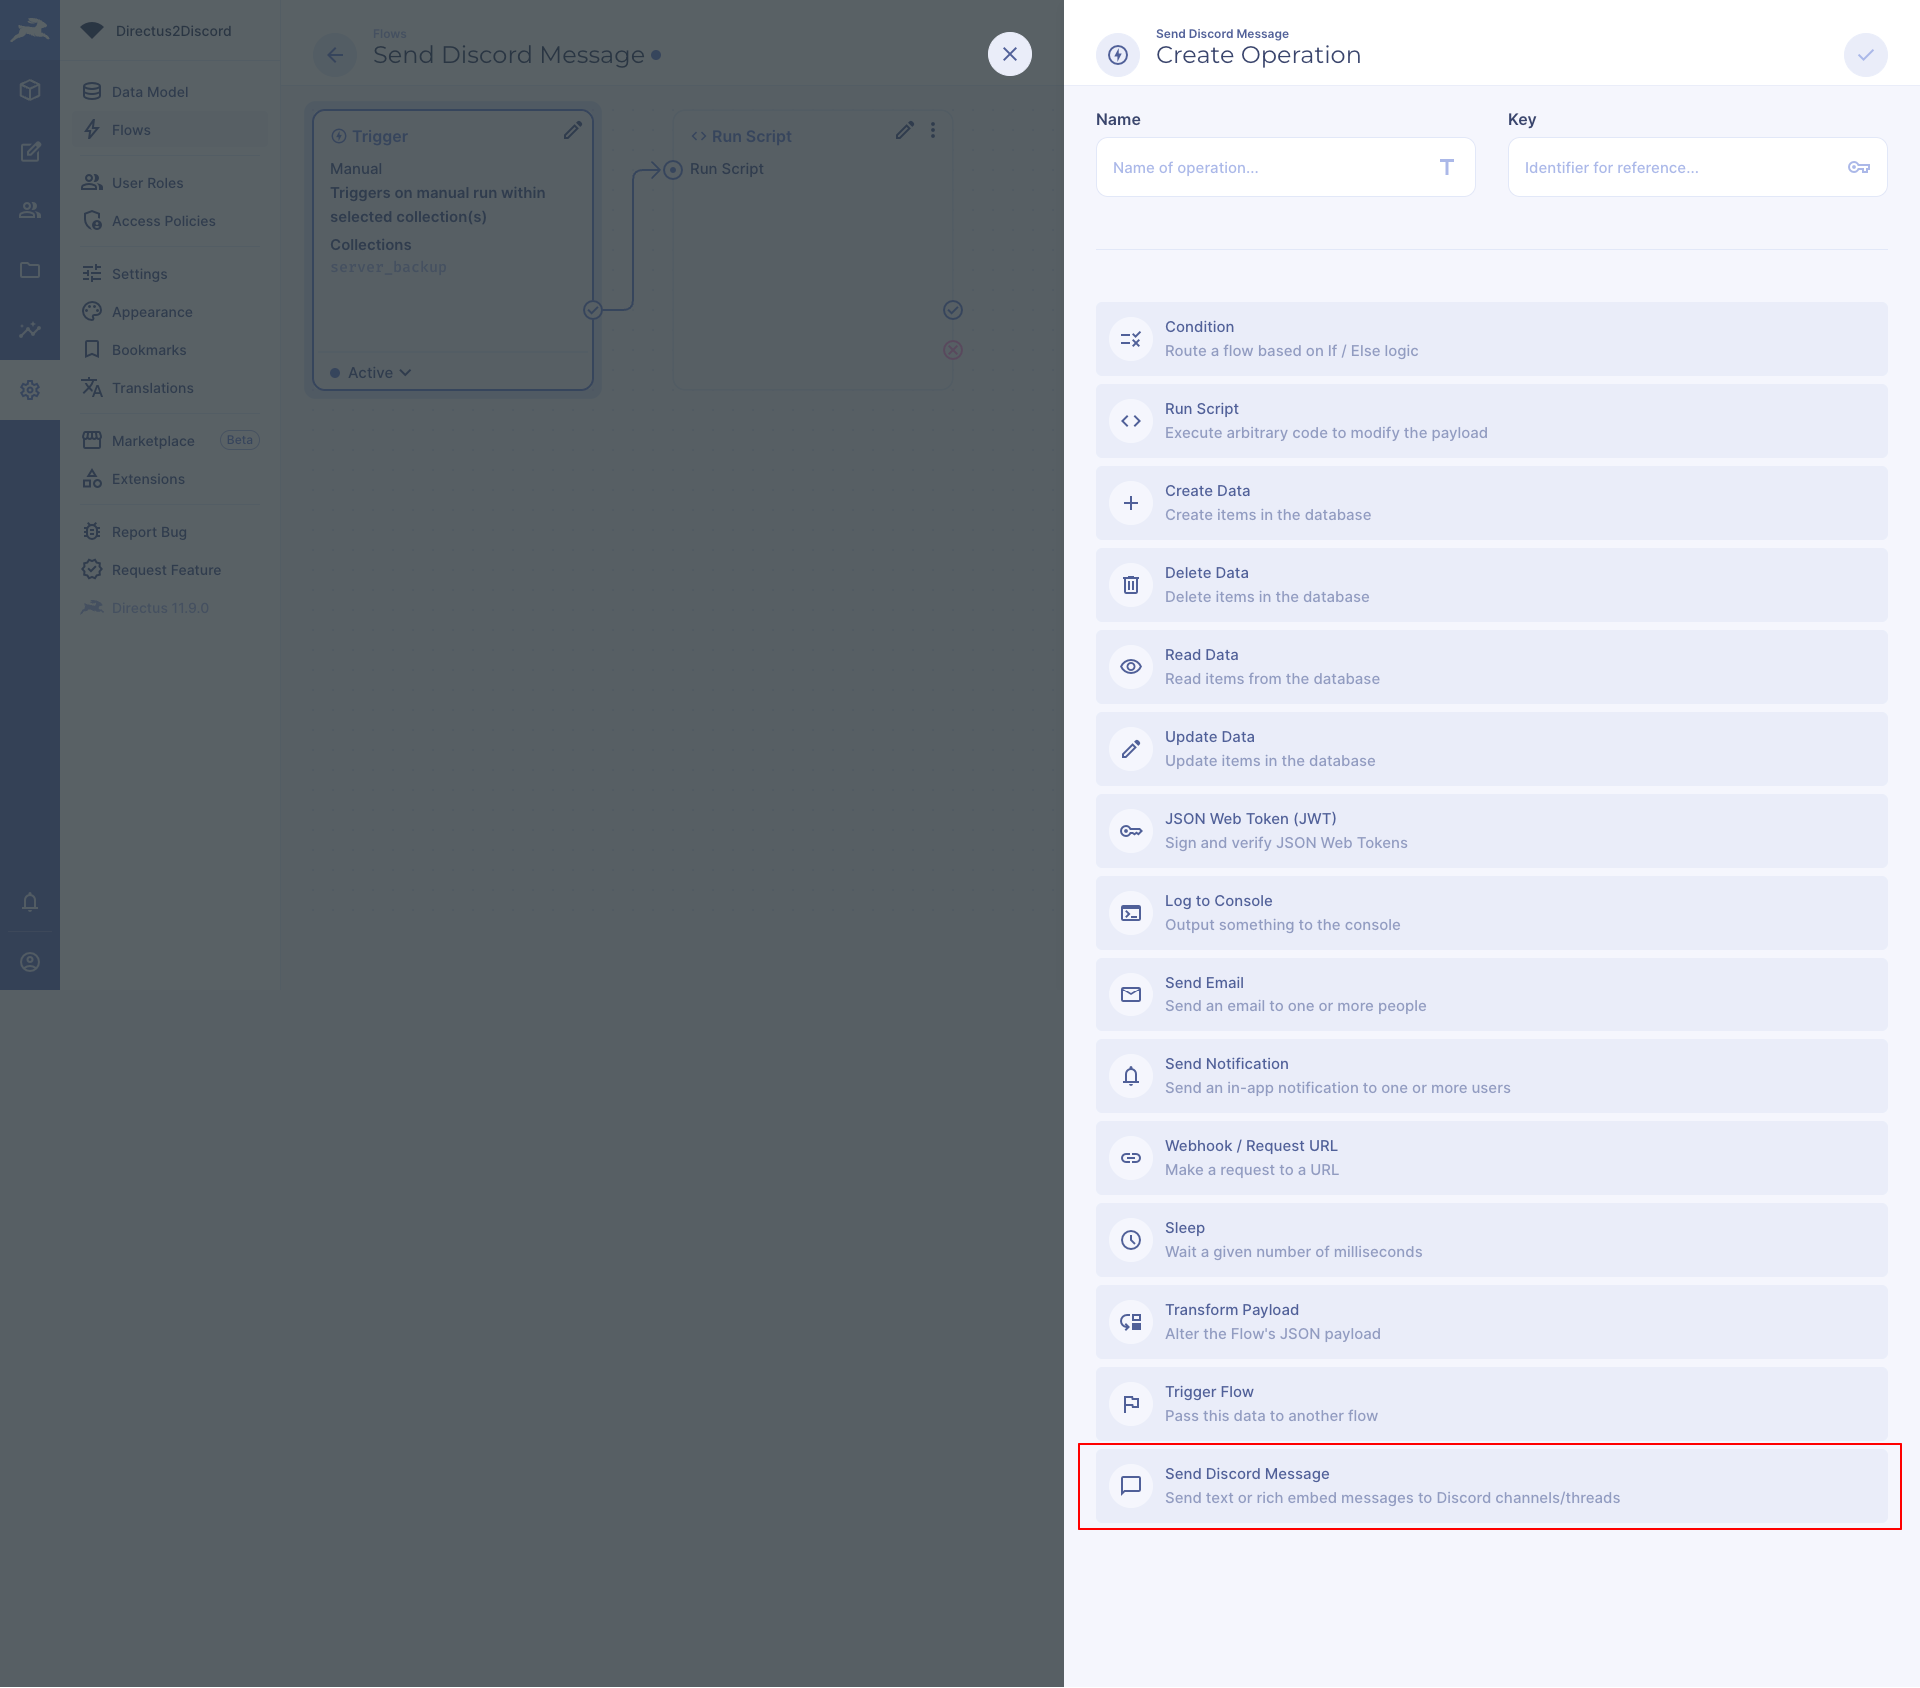 Directus2Discord
Data Model
Flows
User Roles
Access Policies
Settings
Appearance
Bookmarks
Translations
Marketplace
Beta
Extensions
Report Bug
Request Feature
Directus 11.9.0
Flows
Send Discord Message
Trigger
Manual
Triggers on manual run within
selected collection(s)
Collections
server_backup
Active
Run Script
Run Script
Send Discord Message
Create Operation
Name
Name of operation...
Key
Identifier for reference...
Condition
Route a flow based on If / Else logic
Run Script
Execute arbitrary code to modify the payload
Create Data
Create items in the database
Delete Data
Delete items in the database
Read Data
Read items from the database
Update Data
Update items in the database
JSON Web Token (JWT)
Sign and verify JSON Web Tokens
Log to Console
Output something to the console
Send Email
Send an email to one or more people
Send Notification
Send an in-app notification to one or more users
Webhook / Request URL
Make a request to a URL
Sleep
Wait a given number of milliseconds
Transform Payload
Alter the Flow's JSON payload
Trigger Flow
Pass this data to another flow
Send Discord Message
Send text or rich embed messages to Discord channels/threads